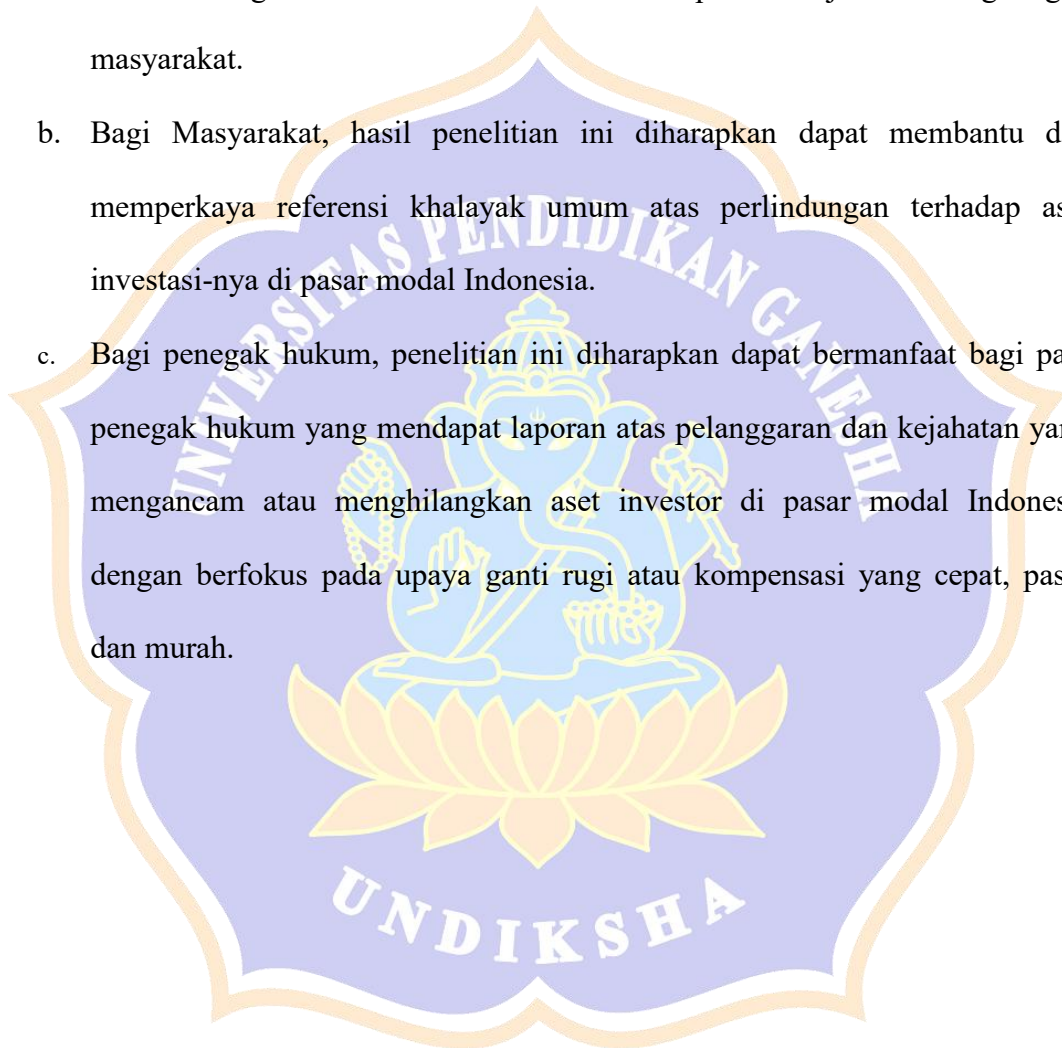 masyarakat.
b. Bagi Masyarakat, hasil penelitian ini diharapkan dapat membantu d
memperkaya referensi khalayak umum atas perlindungan terhadap as
investasi-nya di pasar modal Indonesia.
c. Bagi penegak hukum, penelitian ini diharapkan dapat bermanfaat bagi pa
penegak hukum yang mendapat laporan atas pelanggaran dan kejahatan yan
mengancam atau menghilangkan aset investor di pasar modal Indones
dengan berfokus pada upaya ganti rugi atau kompensasi yang cepat, pas
dan murah.
UNIVERSITAS PENDIDIKAN GANESHA
UNDIKSHA